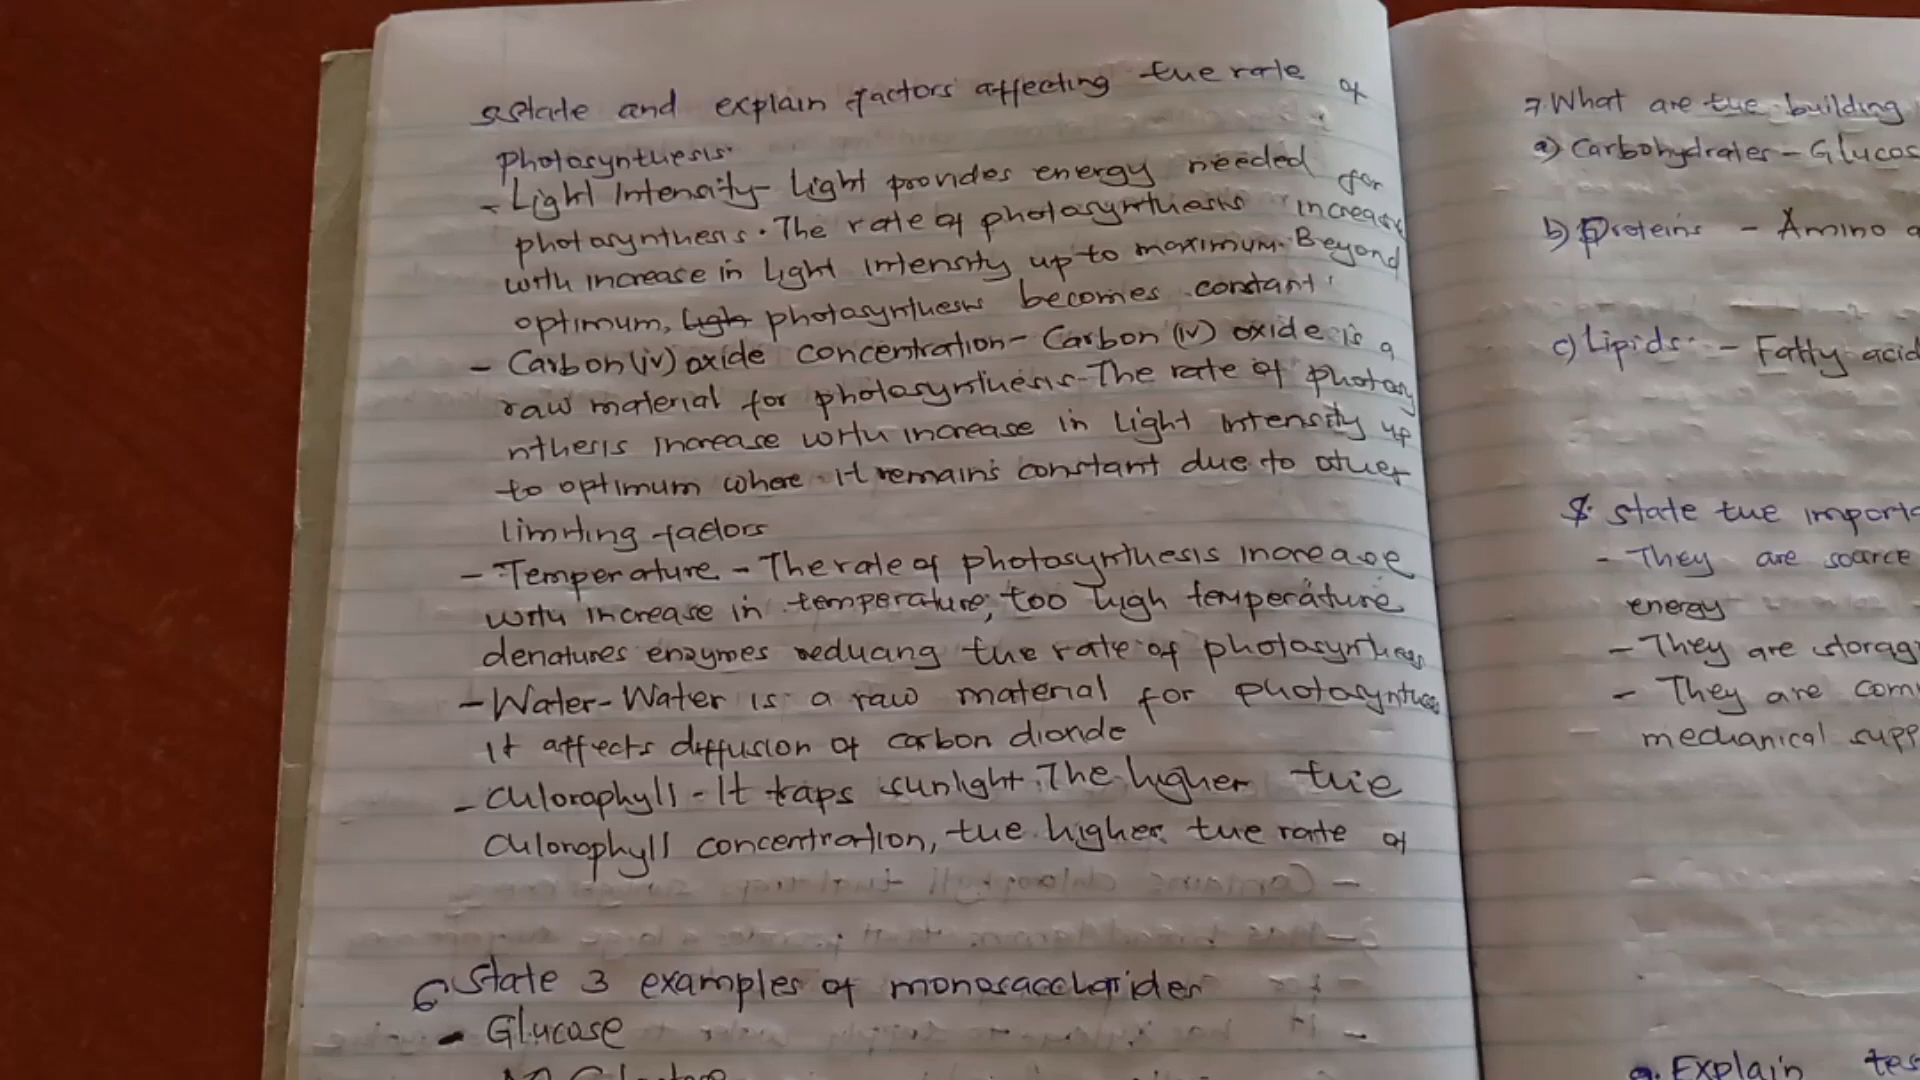 5. State and explain factors affecting the rate of
photosynthesis.
- Light Intensity - Light provides energy needed for
photosynthesis. The rate of photosynthesis increase
with increase in light intensity up to maximum. Beyond
optimum, photosynthesis becomes constant.
- Carbon (iv) oxide concentration - Carbon (iv) oxide is a
raw material for photosynthesis. The rate of photosy
nthesis increase with increase in light intensity up
to optimum where it remains constant due to other
limiting factors
- Temperature - The rate of photosynthesis increase
with increase in temperature, too high temperature
denatures enzymes reducing the rate of photosynthesis
- Water - Water is a raw material for photosynthesis
It affects diffusion of carbon dioxide
- Chlorophyll - It traps sunlight. The higher the
chlorophyll concentration, the higher the rate of
6. State 3 examples of monosaccharides
- Glucose
7. What are the building
a) Carbohydrates - Glucos
b) Proteins - Amino a
c) Lipids - Fatty acid
8. State the importa
- They are source
energy
- They are storag
- They are com
mechanical supp
9. Explain tes